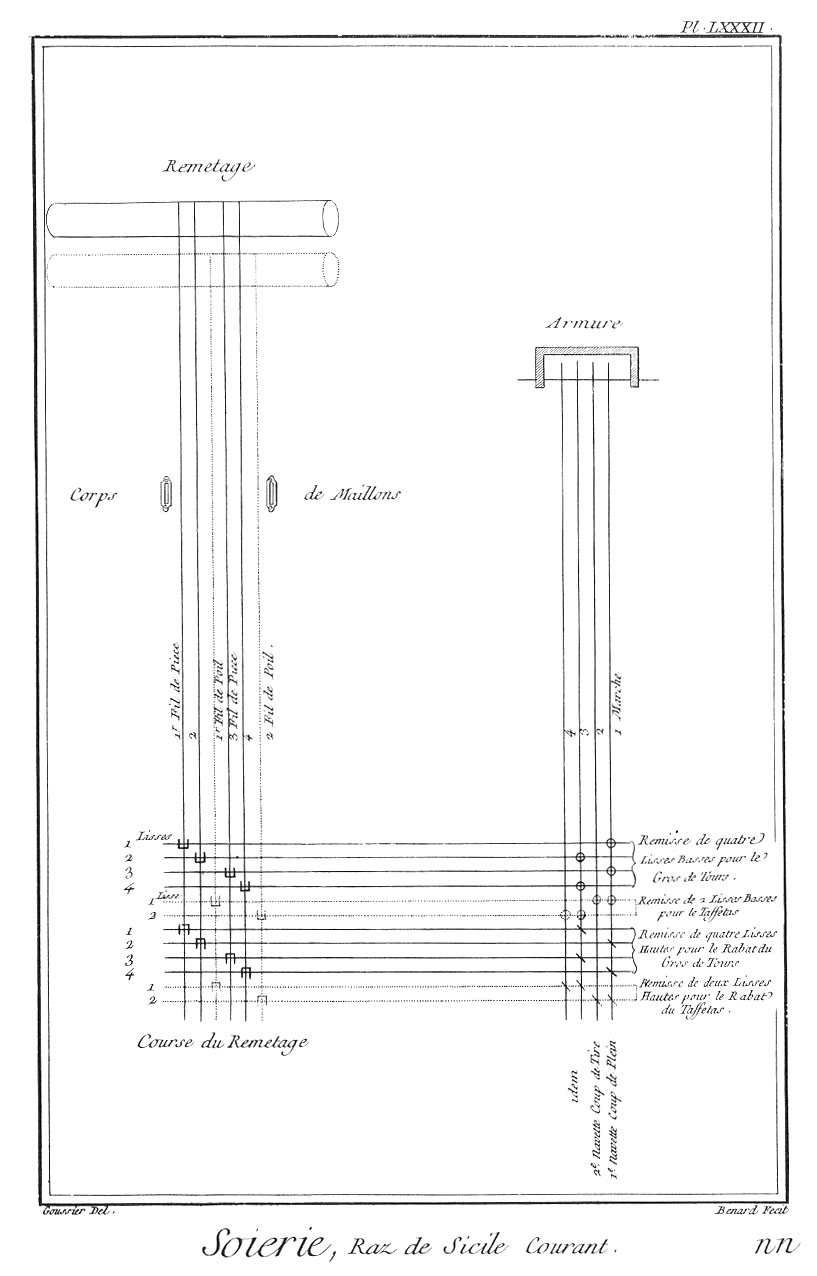 Pl. LXXXII.
Remetage
Armure
Corps de Maillons
1r Fil de Piece
2
1r Fil de Poil
3 Fil de Piece
4
2 Fil de Poil.
4
3
2
1 Marche
Lisses
1
2
3
4
1 Lisse
2
1
2
3
4
1
2
Remisse de quatre
Lisses Basses pour le
Gros de Tours.
Remisse de 2 Lisses Basses
pour le Taffetas
Remisse de quatre Lisses
Hautes pour le Rabat du
Gros de Tours
Remisse de deux Lisses
Hautes pour le Rabat
du Taffetas.
Course du Remetage
idem
2e Navette Coup de Tire
1e Navette Coup de Plein
Goussier Del.
Benard Fecit
Soierie, Raz de Sicile Courant.
nn